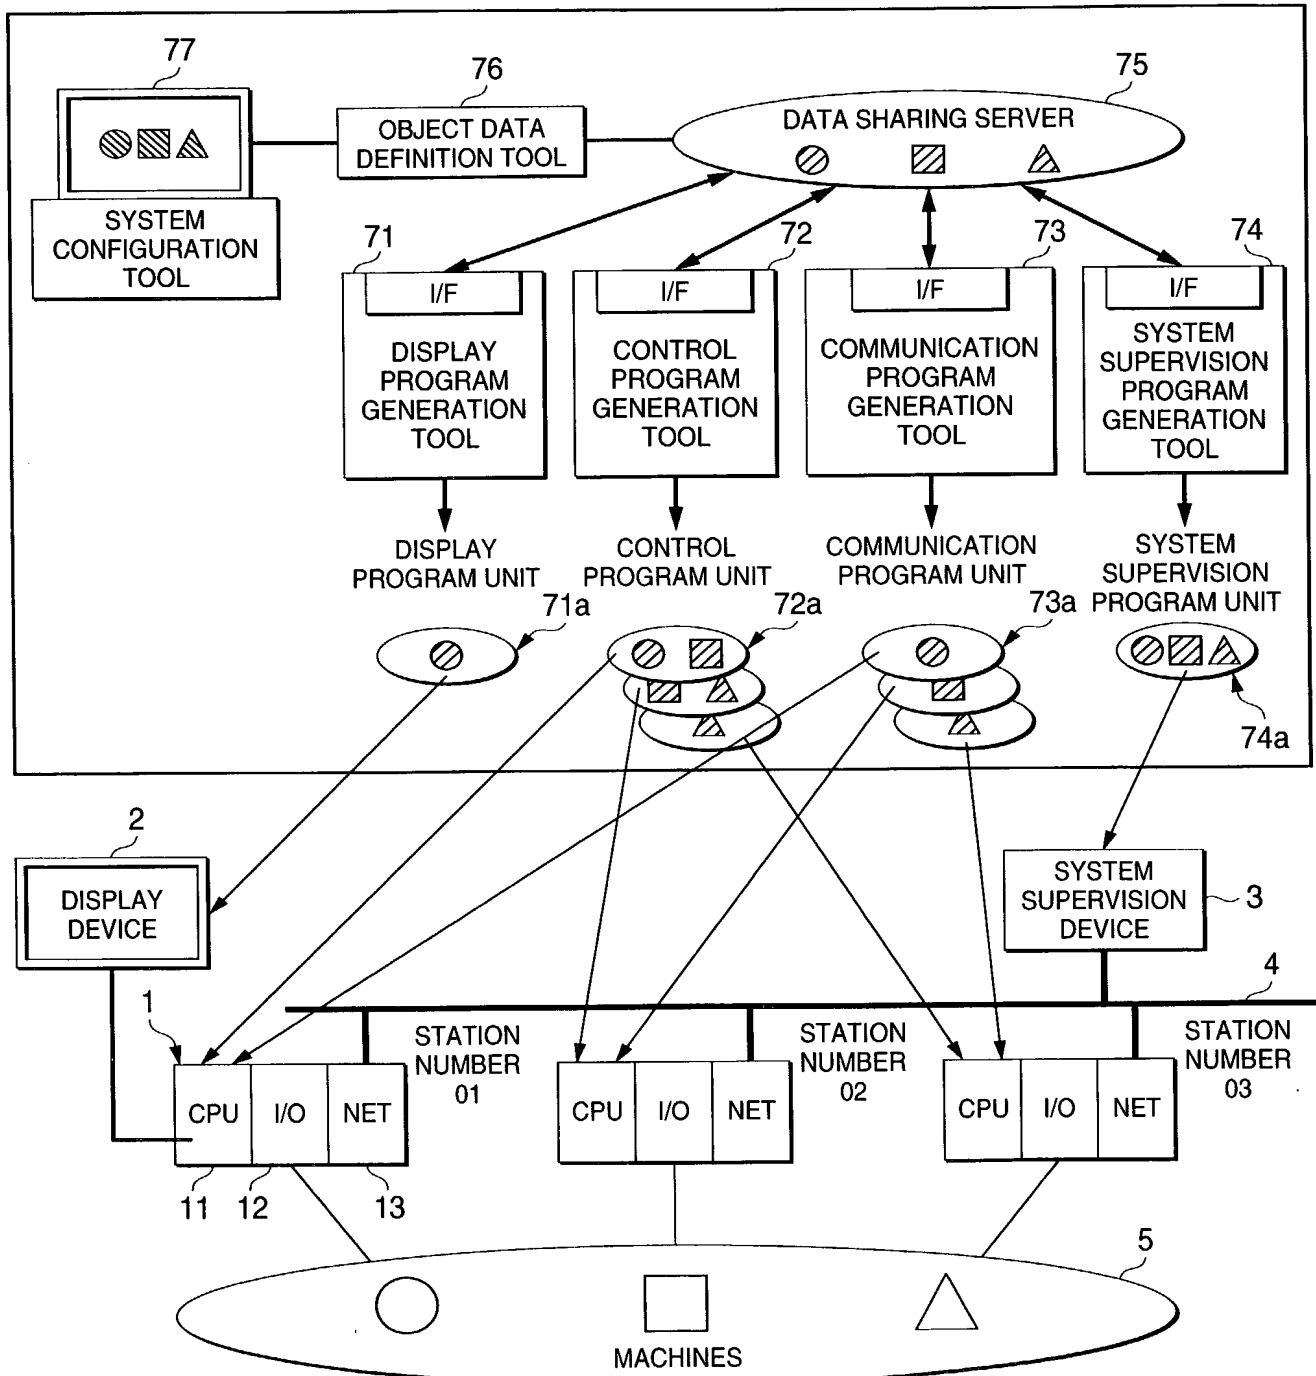 77
76
75
OBJECT DATA
DEFINITION TOOL
DATA SHARING SERVER
SYSTEM
CONFIGURATION
TOOL
71
72
73
74
I/F
I/F
I/F
I/F
DISPLAY
PROGRAM
GENERATION
TOOL
CONTROL
PROGRAM
GENERATION
TOOL
COMMUNICATION
PROGRAM
GENERATION
TOOL
SYSTEM
SUPERVISION
PROGRAM
GENERATION
TOOL
DISPLAY
PROGRAM UNIT
CONTROL
PROGRAM UNIT
COMMUNICATION
PROGRAM UNIT
SYSTEM
SUPERVISION
PROGRAM UNIT
71a
72a
73a
74a
2
DISPLAY
DEVICE
SYSTEM
SUPERVISION
DEVICE
3
4
1
STATION
NUMBER
01
STATION
NUMBER
02
STATION
NUMBER
03
CPU
I/O
NET
CPU
I/O
NET
CPU
I/O
NET
11
12
13
5
MACHINES